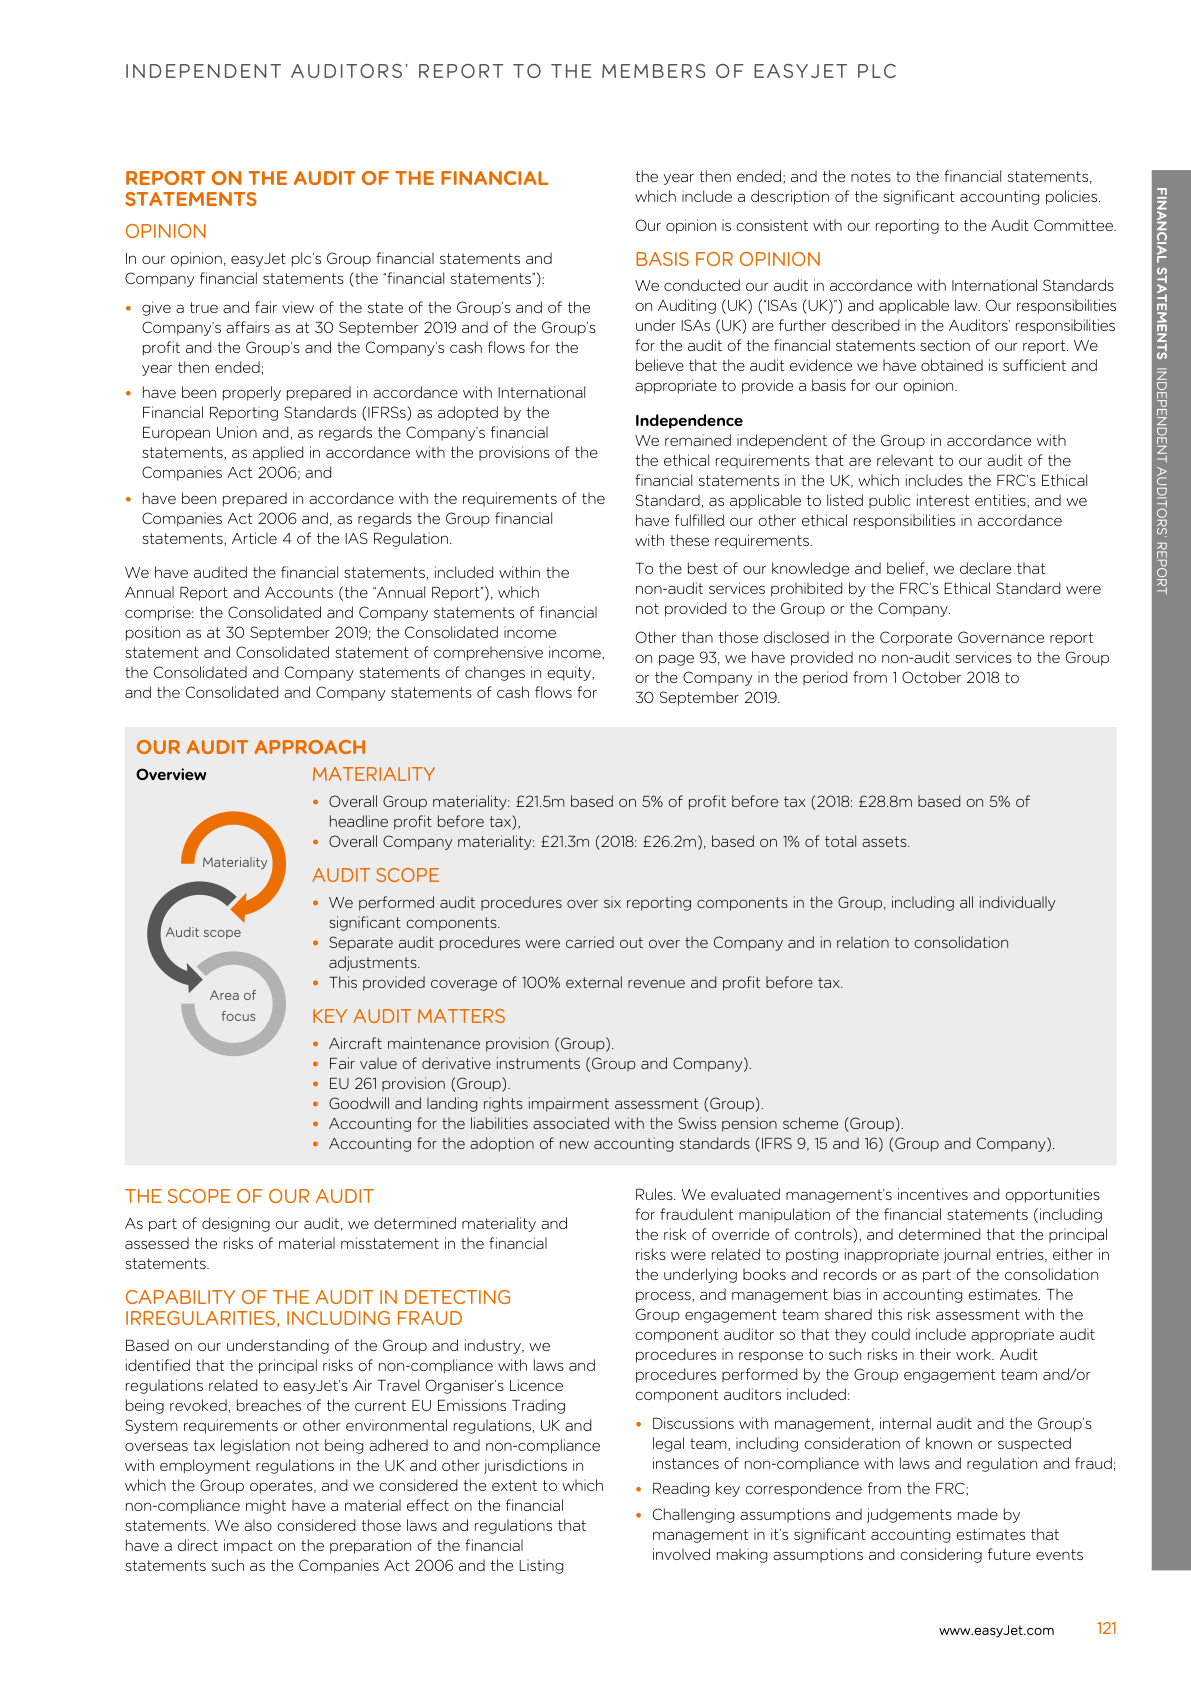 INDEPENDENT AUDITORS' REPORT TO THE MEMBERS OF EASYJET PLC
REPORT ON THE AUDIT OF THE FINANCIAL
STATEMENTS
OPINION
In our opinion, easyJet plc's Group financial statements and
Company financial statements (the "financial statements"):
• give a true and fair view of the state of the Group's and of the
Company's affairs as at 30 September 2019 and of the Group's
profit and the Group's and the Company's cash flows for the
year then ended;
• have been properly prepared in accordance with International
Financial Reporting Standards (IFRSs) as adopted by the
European Union and, as regards the Company's financial
statements, as applied in accordance with the provisions of the
Companies Act 2006; and
• have been prepared in accordance with the requirements of the
Companies Act 2006 and, as regards the Group financial
statements, Article 4 of the IAS Regulation.
We have audited the financial statements, included within the
Annual Report and Accounts (the "Annual Report"), which
comprise: the Consolidated and Company statements of financial
position as at 30 September 2019; the Consolidated income
statement and Consolidated statement of comprehensive income,
the Consolidated and Company statements of changes in equity,
and the Consolidated and Company statements of cash flows for
the year then ended; and the notes to the financial statements,
which include a description of the significant accounting policies.
Our opinion is consistent with our reporting to the Audit Committee.
BASIS FOR OPINION
We conducted our audit in accordance with International Standards
on Auditing (UK) ("ISAs (UK)") and applicable law. Our responsibilities
under ISAs (UK) are further described in the Auditors' responsibilities
for the audit of the financial statements section of our report. We
believe that the audit evidence we have obtained is sufficient and
appropriate to provide a basis for our opinion.
Independence
We remained independent of the Group in accordance with
the ethical requirements that are relevant to our audit of the
financial statements in the UK, which includes the FRC's Ethical
Standard, as applicable to listed public interest entities, and we
have fulfilled our other ethical responsibilities in accordance
with these requirements.
To the best of our knowledge and belief, we declare that
non-audit services prohibited by the FRC's Ethical Standard were
not provided to the Group or the Company.
Other than those disclosed in the Corporate Governance report
on page 93, we have provided no non-audit services to the Group
or the Company in the period from 1 October 2018 to
30 September 2019.
OUR AUDIT APPROACH
Overview
Materiality
Audit scope
Area of
focus
MATERIALITY
• Overall Group materiality: £21.5m based on 5% of profit before tax (2018: £28.8m based on 5% of
headline profit before tax),
• Overall Company materiality: £21.3m (2018: £26.2m), based on 1% of total assets.
AUDIT SCOPE
• We performed audit procedures over six reporting components in the Group, including all individually
significant components.
• Separate audit procedures were carried out over the Company and in relation to consolidation
adjustments.
• This provided coverage of 100% external revenue and profit before tax.
KEY AUDIT MATTERS
• Aircraft maintenance provision (Group).
• Fair value of derivative instruments (Group and Company).
• EU 261 provision (Group).
• Goodwill and landing rights impairment assessment (Group).
• Accounting for the liabilities associated with the Swiss pension scheme (Group).
• Accounting for the adoption of new accounting standards (IFRS 9, 15 and 16) (Group and Company).
THE SCOPE OF OUR AUDIT
As part of designing our audit, we determined materiality and
assessed the risks of material misstatement in the financial
statements.
CAPABILITY OF THE AUDIT IN DETECTING
IRREGULARITIES, INCLUDING FRAUD
Based on our understanding of the Group and industry, we
identified that the principal risks of non-compliance with laws and
regulations related to easyJet's Air Travel Organiser's Licence
being revoked, breaches of the current EU Emissions Trading
System requirements or other environmental regulations, UK and
overseas tax legislation not being adhered to and non-compliance
with employment regulations in the UK and other jurisdictions in
which the Group operates, and we considered the extent to which
non-compliance might have a material effect on the financial
statements. We also considered those laws and regulations that
have a direct impact on the preparation of the financial
statements such as the Companies Act 2006 and the Listing
Rules. We evaluated management's incentives and opportunities
for fraudulent manipulation of the financial statements (including
the risk of override of controls), and determined that the principal
risks were related to posting inappropriate journal entries, either in
the underlying books and records or as part of the consolidation
process, and management bias in accounting estimates. The
Group engagement team shared this risk assessment with the
component auditor so that they could include appropriate audit
procedures in response to such risks in their work. Audit
procedures performed by the Group engagement team and/or
component auditors included:
• Discussions with management, internal audit and the Group's
legal team, including consideration of known or suspected
instances of non-compliance with laws and regulation and fraud;
• Reading key correspondence from the FRC;
• Challenging assumptions and judgements made by
management in it's significant accounting estimates that
involved making assumptions and considering future events
FINANCIAL STATEMENTS INDEPENDENT AUDITORS' REPORT
www.easyJet.com 121